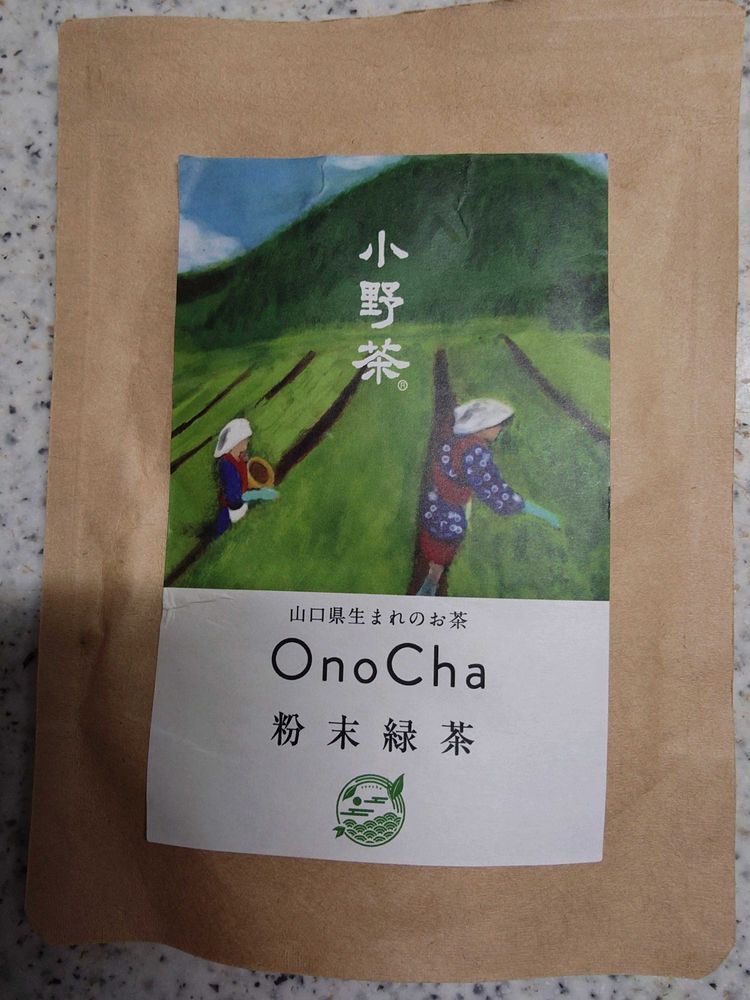 小野茶®
山口県生まれのお茶
OnoCha
粉末緑茶